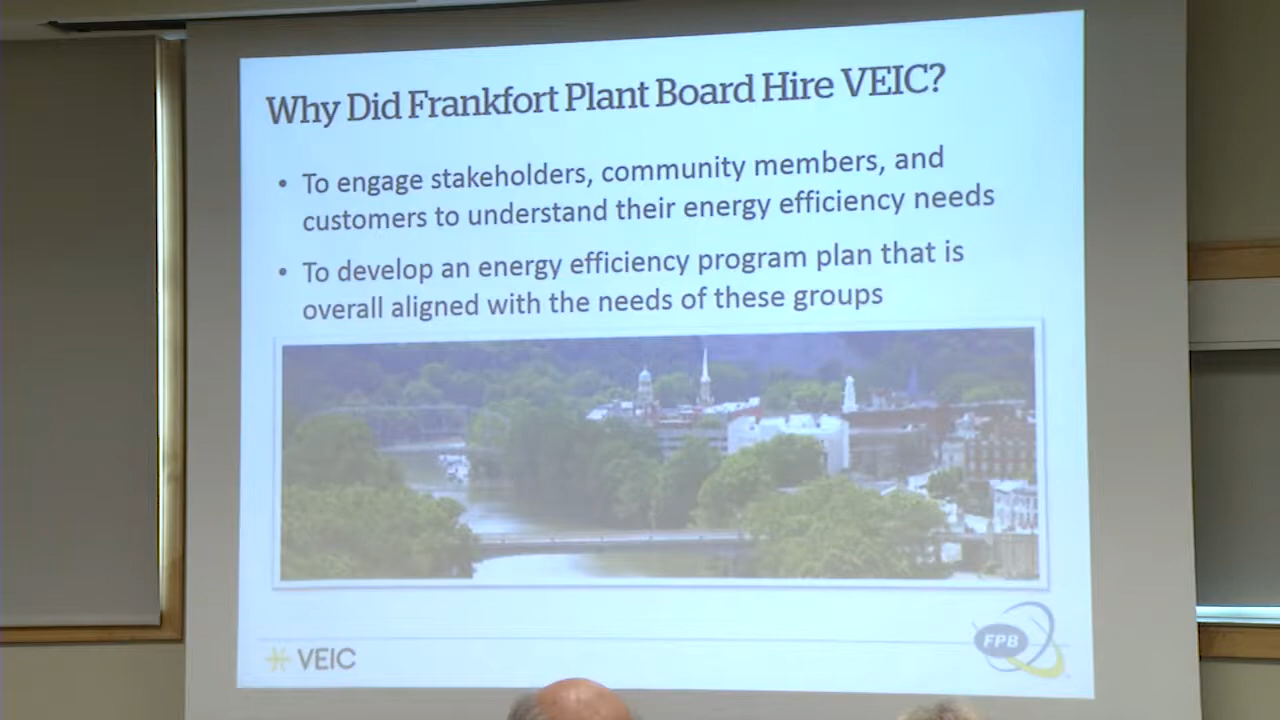 Why Did Frankfort Plant Board Hire VEIC?
• To engage stakeholders, community members, and
customers to understand their energy efficiency needs
• To develop an energy efficiency program plan that is
overall aligned with the needs of these groups
VEIC
FPB